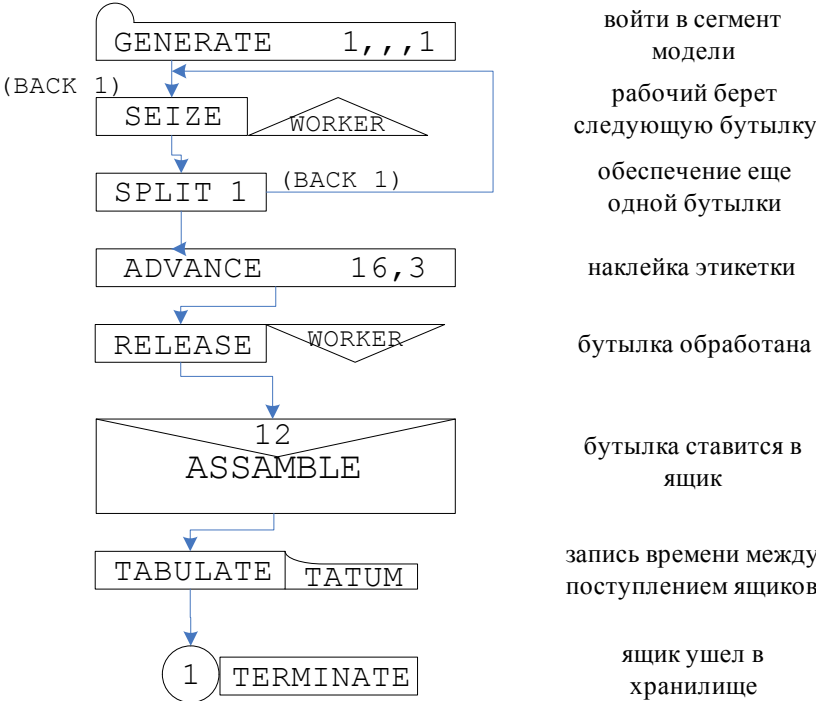 GENERATE 1,,,1
войти в сегмент
модели
(BACK 1)
SEIZE WORKER
рабочий берет
следующую бутылку
SPLIT 1 (BACK 1)
обеспечение еще
одной бутылки
ADVANCE 16,3
наклейка этикетки
RELEASE WORKER
бутылка обработана
12
ASSAMBLE
бутылка ставится в
ящик
TABULATE TATUM
запись времени между
поступлением ящиков
1 TERMINATE
ящик ушел в
хранилище